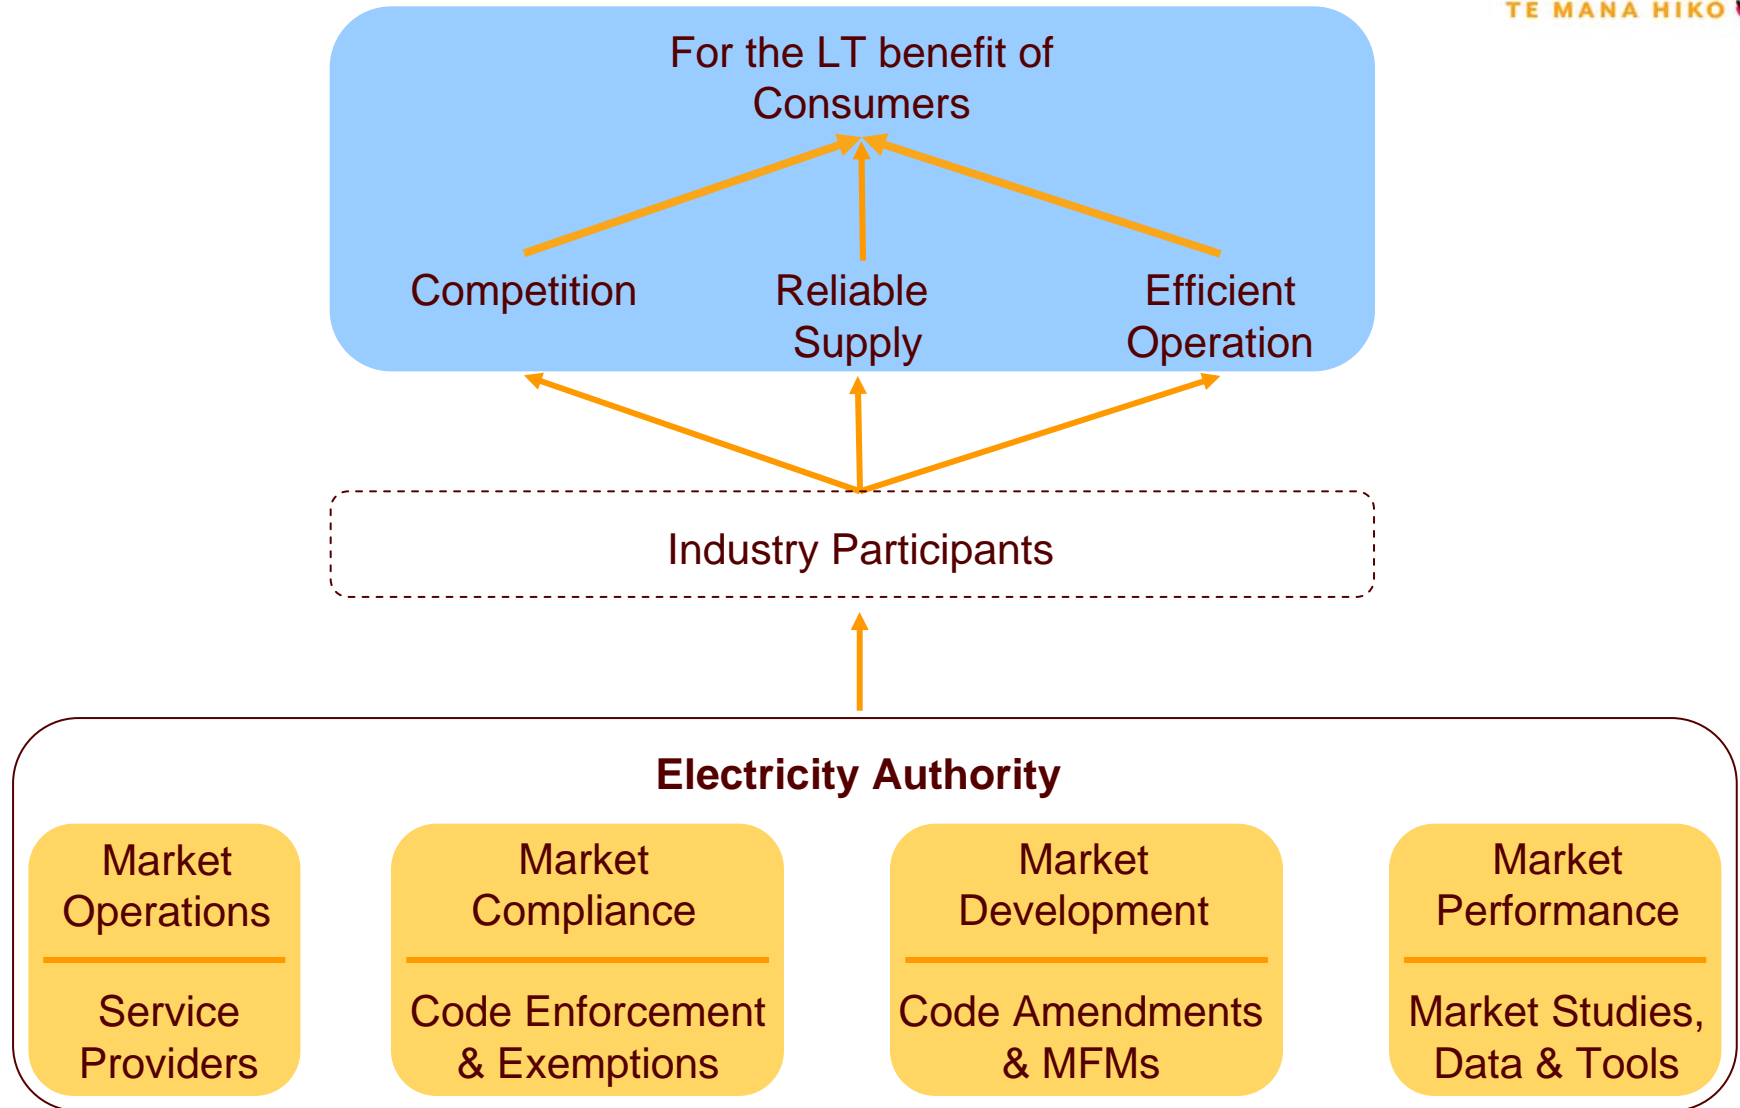 TE MANA HIKO
For the LT benefit of
Consumers
Competition
Reliable
Supply
Efficient
Operation
Industry Participants
Electricity Authority
Market
Operations
Service
Providers
Market
Compliance
Code Enforcement
& Exemptions
Market
Development
Code Amendments
& MFMs
Market
Performance
Market Studies,
Data & Tools